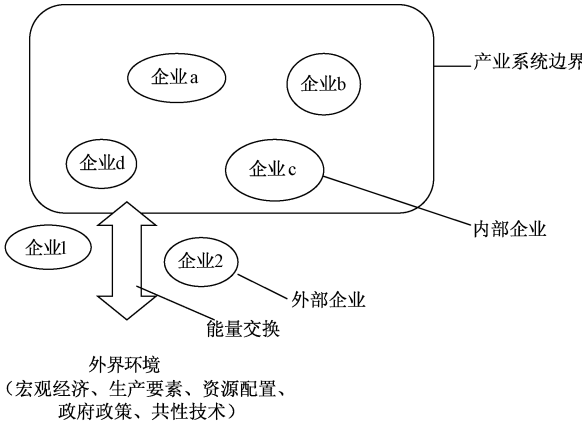 企业a
企业b
产业系统边界
企业d
企业c
内部企业
企业1
企业2
外部企业
能量交换
外界环境
（宏观经济、生产要素、资源配置、
政府政策、共性技术）